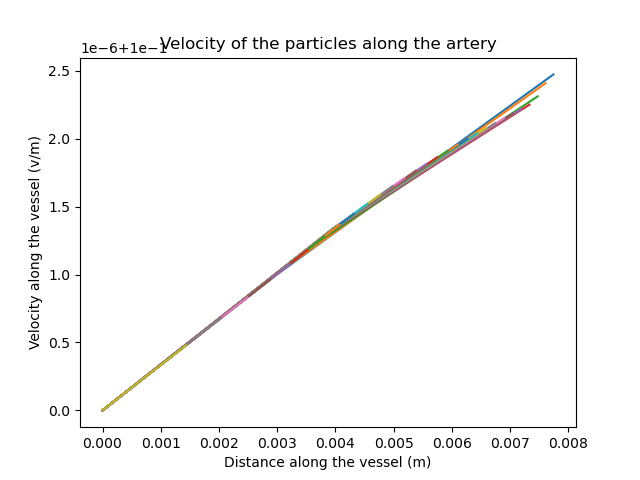 1e−6+1e−1
Velocity of the particles along the artery
2.5
2.0
1.5
1.0
0.5
0.0
Velocity along the vessel (v/m)
0.000 0.001 0.002 0.003 0.004 0.005 0.006 0.007 0.008
Distance along the vessel (m)